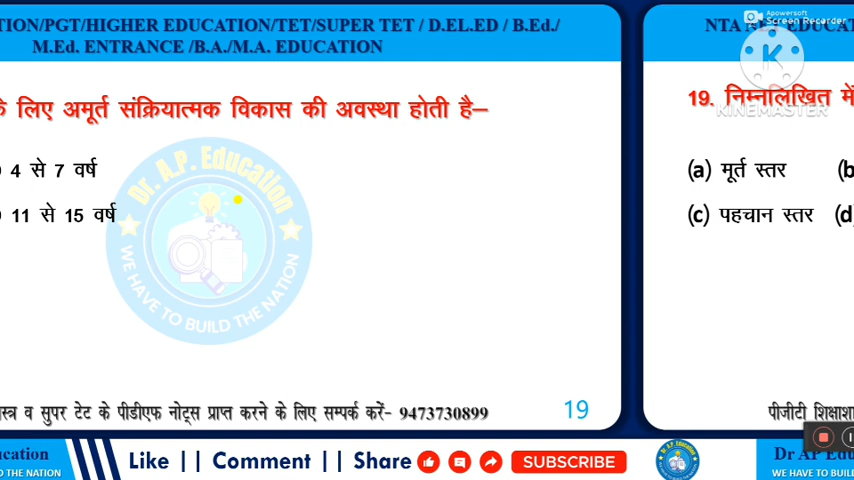 TION/PGT/HIGHER EDUCATION/TET/SUPER TET / D.EL.ED / B.Ed./
M.Ed. ENTRANCE /B.A./M.A. EDUCATION
के लिए अमूर्त संक्रियात्मक विकास की अवस्था होती है–
) 4 से 7 वर्ष
) 11 से 15 वर्ष
Dr. A.P. Education
WE HAVE TO BUILD THE NATION
व सुपर टेट के पीडीएफ नोट्स प्राप्त करने के लिए सम्पर्क करें- 9473730899
19
NTA
Apowersoft
Screen Recorder
K
KINEMASTER
19. निम्नलिखित में
(a) मूर्त स्तर (b
(c) पहचान स्तर (d
पीजीटी
cation
O THE NATION
Like || Comment || Share
SUBSCRIBE
Dr AP Edu
WE HAVE TO BUILD